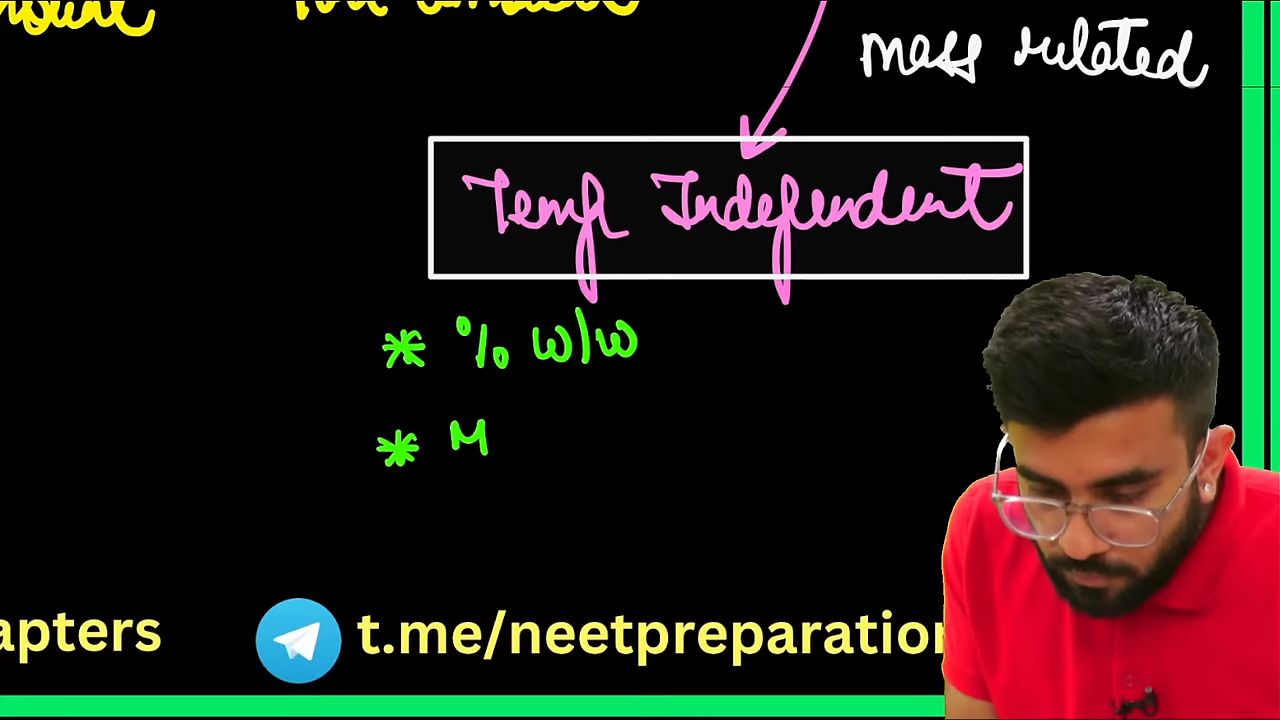 mass related
Temp Independent
* % w/w
* M
apters
t.me/neetpreparation